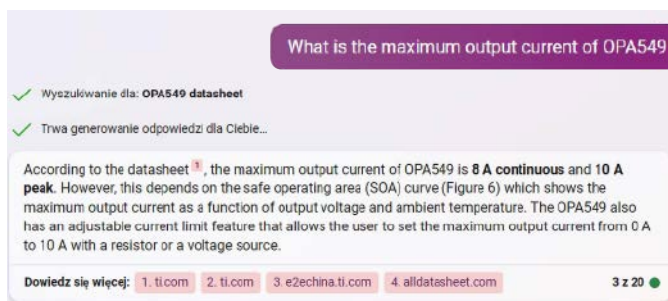 What is the maximum output current of OPA549
Wyszukiwanie dla: OPA549 datasheet
Trwa generowanie odpowiedzi dla Ciebie...
According to the datasheet 1, the maximum output current of OPA549 is 8 A continuous and 10 A
peak. However, this depends on the safe operating area (SOA) curve (Figure 6) which shows the
maximum output current as a function of output voltage and ambient temperature. The OPA549 also
has an adjustable current limit feature that allows the user to set the maximum output current from 0 A
to 10 A with a resistor or a voltage source.
Dowiedz się więcej: 1. ti.com 2. ti.com 3. e2echina.ti.com 4. alldatasheet.com 3 z 20